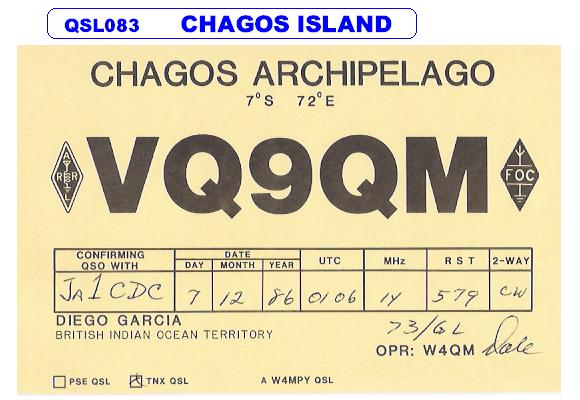 QSL083 CHAGOS ISLAND
CHAGOS ARCHIPELAGO
7°S 72°E
ARRL VQ9QM FOC
CONFIRMING QSO WITH DATE DAY MONTH YEAR UTC MHz RST 2-WAY
JA1CDC 7 12 86 0106 14 579 CW
DIEGO GARCIA 73/GL
BRITISH INDIAN OCEAN TERRITORY
OPR: W4QM Dale
PSE QSL TNX QSL A W4MPY QSL